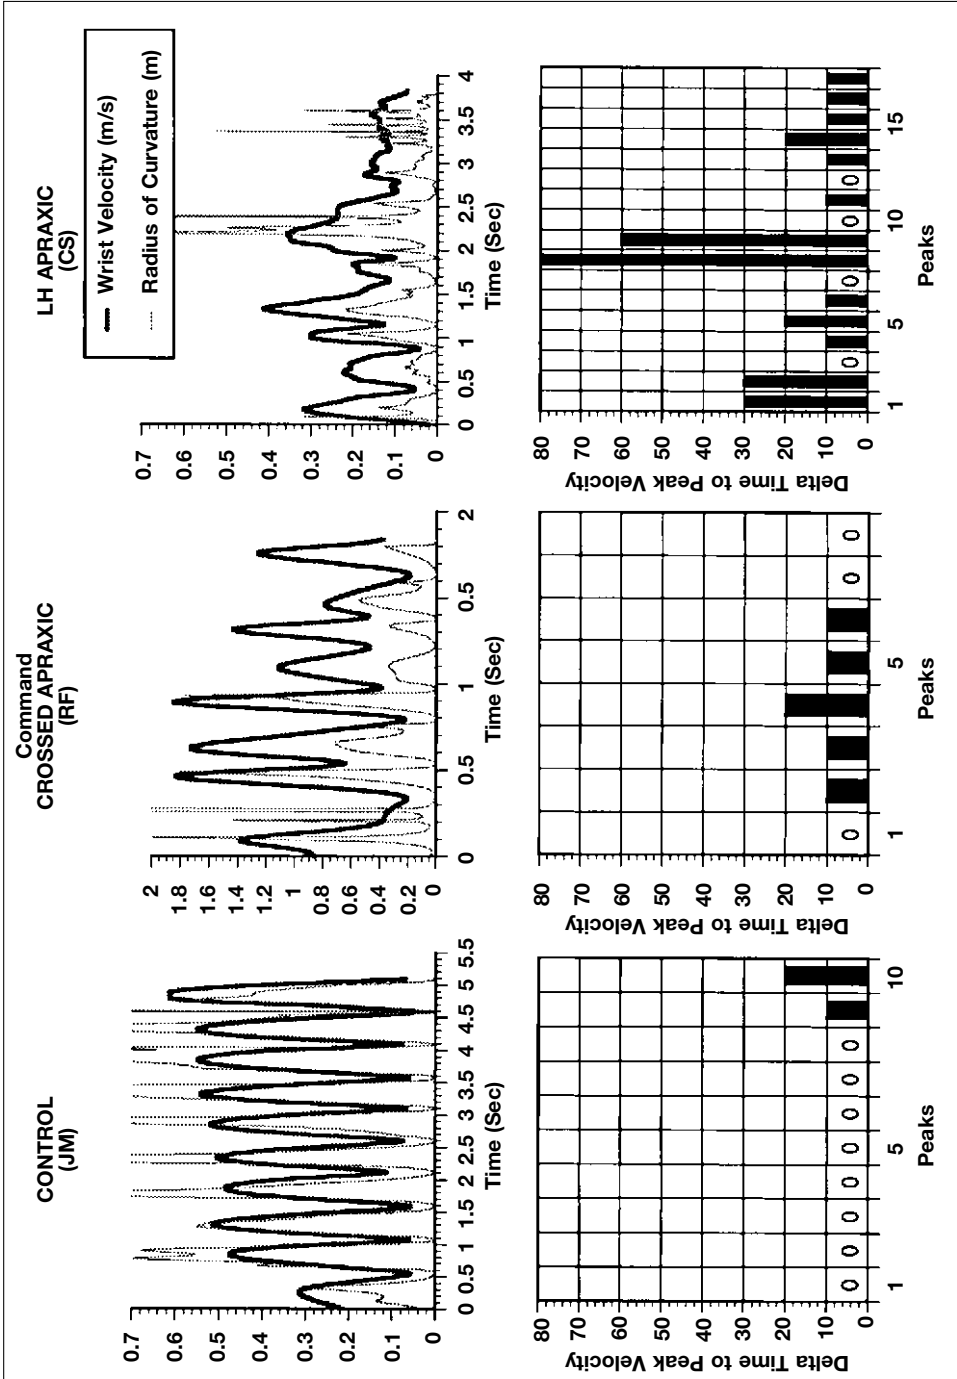 Command
CONTROL
(JM)
CROSSED APRAXIC
(RF)
LH APRAXIC
(CS)
Wrist Velocity (m/s)
Radius of Curvature (m)
0.7
0.6
0.5
0.4
0.3
0.2
0.1
0
0 0.5 1 1.5 2 2.5 3 3.5 4 4.5 5 5.5
Time (Sec)
2
1.8
1.6
1.4
1.2
1
0.8
0.6
0.4
0.2
0
0 0.5 1 0.5 2
Time (Sec)
0.7
0.6
0.5
0.4
0.3
0.2
0.1
0
0 0.5 1 1.5 2 2.5 3 3.5 4
Time (Sec)
Delta Time to Peak Velocity
80
70
60
50
40
30
20
10
0
0 0 0 0 0 0 0 0
1 5 10
Peaks
Delta Time to Peak Velocity
80
70
60
50
40
30
20
10
0
0 0 0
1 5
Peaks
Delta Time to Peak Velocity
80
70
60
50
40
30
20
10
0
0 0 0 0
1 5 10 15
Peaks